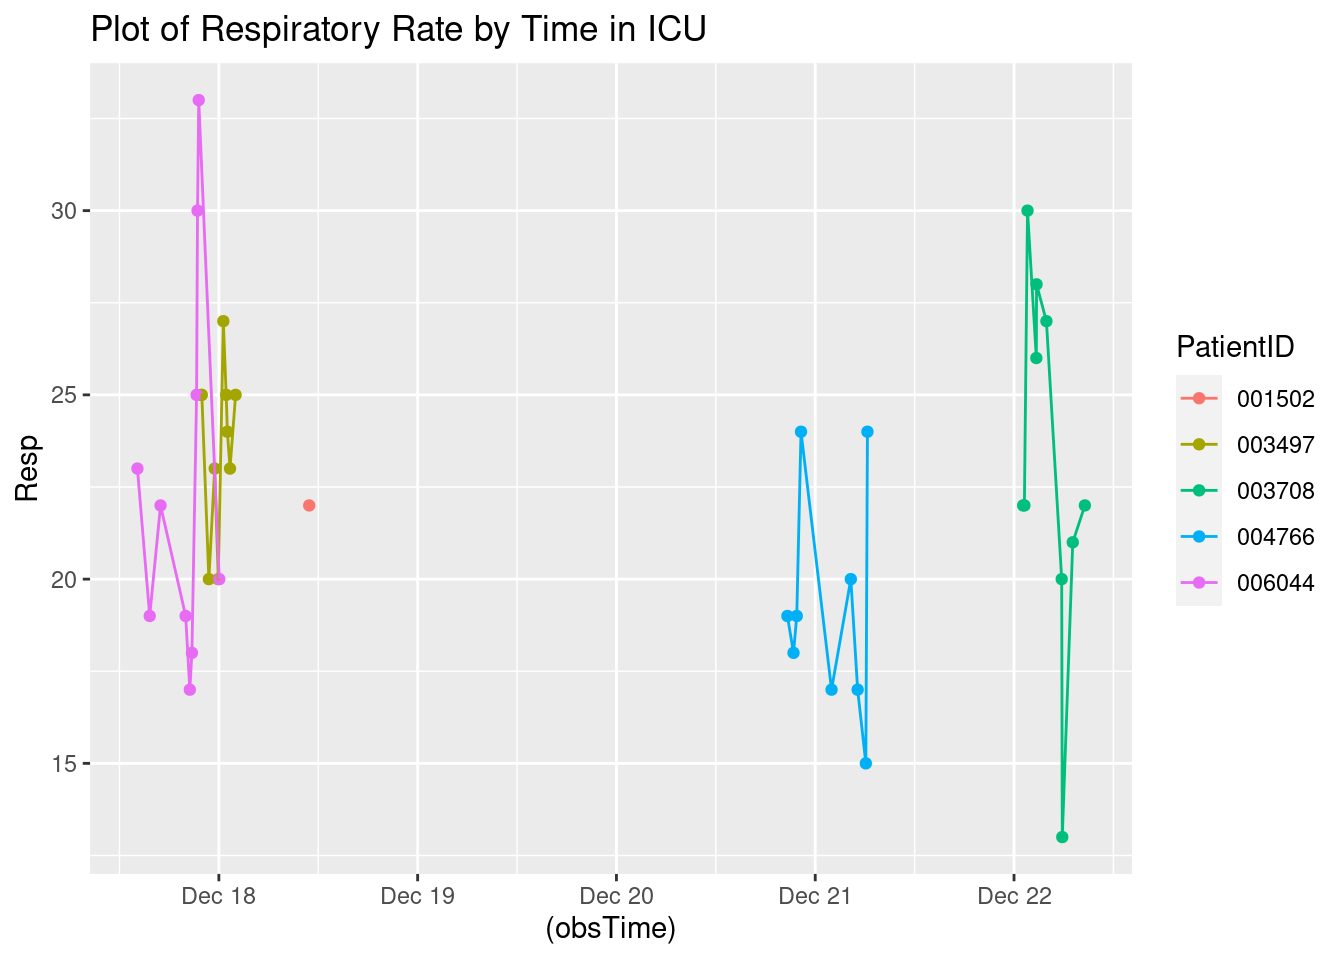 Plot of Respiratory Rate by Time in ICU
Resp
30
25
20
15
Dec 18 Dec 19 Dec 20 Dec 21 Dec 22
(obsTime)
PatientID
001502
003497
003708
004766
006044